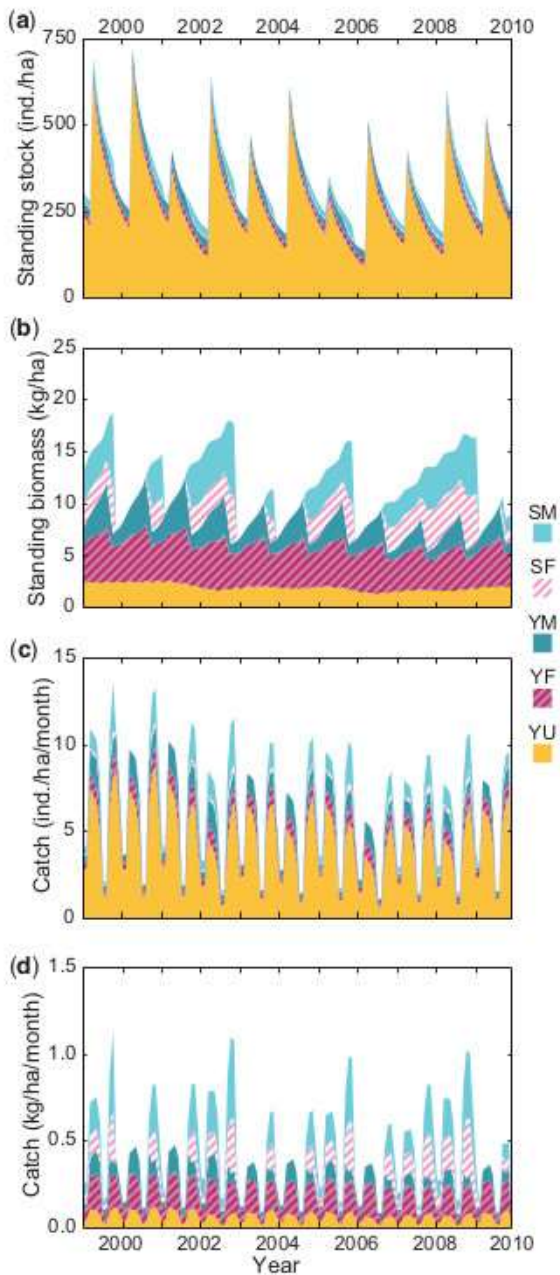 (a)
2000 2002 2004 2006 2008 2010
750
500
250
0
Standing stock (ind./ha)
(b)
25
20
15
10
5
0
Standing biomass (kg/ha)
SM
SF
YM
YF
YU
(c)
15
10
5
0
Catch (ind./ha/month)
(d)
1.5
1.0
0.5
0.0
Catch (kg/ha/month)
2000 2002 2004 2006 2008 2010
Year